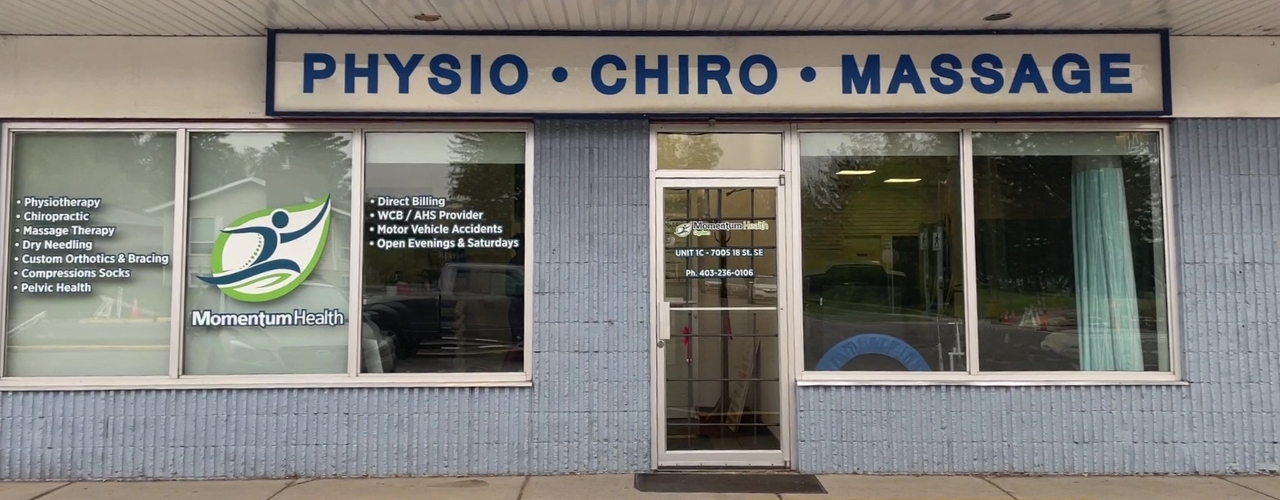 PHYSIO • CHIRO • MASSAGE
• Physiotherapy
• Chiropractic
• Massage Therapy
• Dry Needling
• Custom Orthotics & Bracing
• Compressions Socks
• Pelvic Health
Momentum Health
• Direct Billing
• WCB / AHS Provider
• Motor Vehicle Accidents
• Open Evenings & Saturdays
Momentum Health
UNIT 1C - 7005 18 St. SE
Ph. 403-236-0106